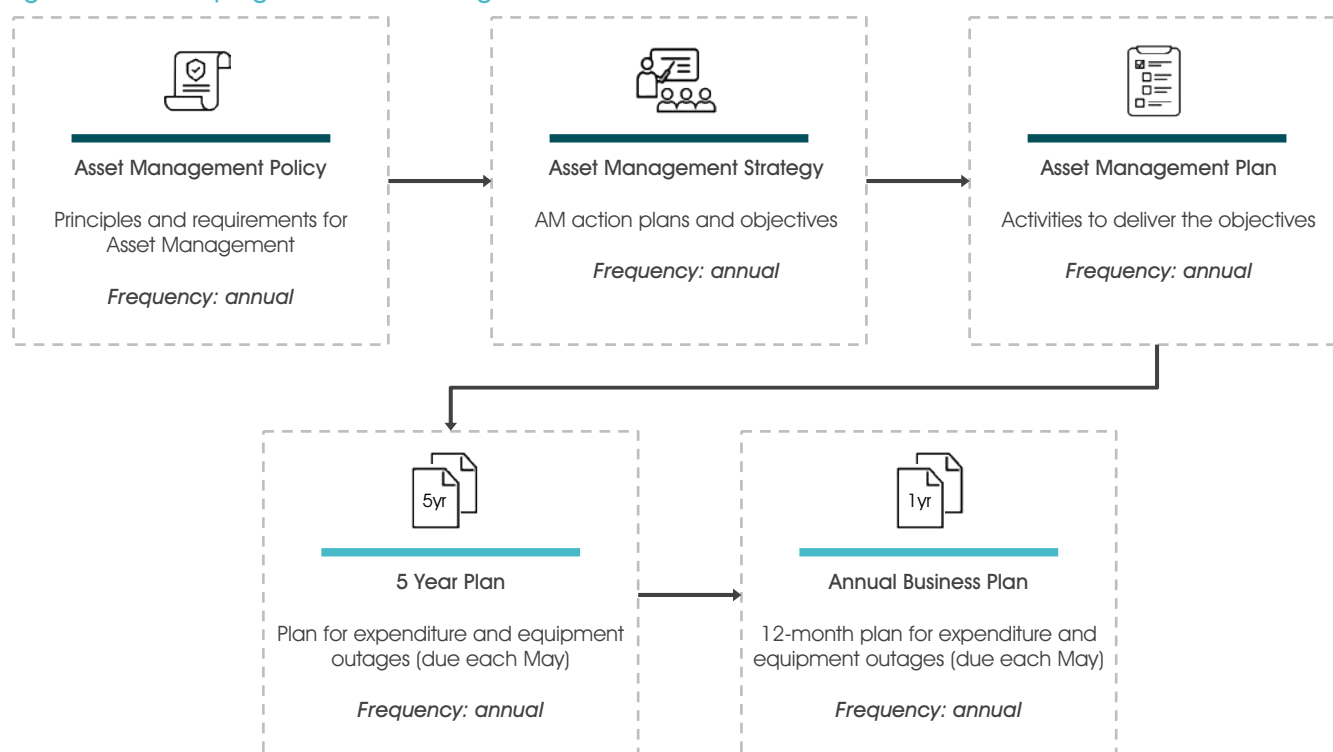 Asset Management Policy
Principles and requirements for
Asset Management
Frequency: annual
Asset Management Strategy
AM action plans and objectives
Frequency: annual
Asset Management Plan
Activities to deliver the objectives
Frequency: annual
5yr
5 Year Plan
Plan for expenditure and equipment
outages (due each May)
Frequency: annual
1yr
Annual Business Plan
12-month plan for expenditure and
equipment outages (due each May)
Frequency: annual